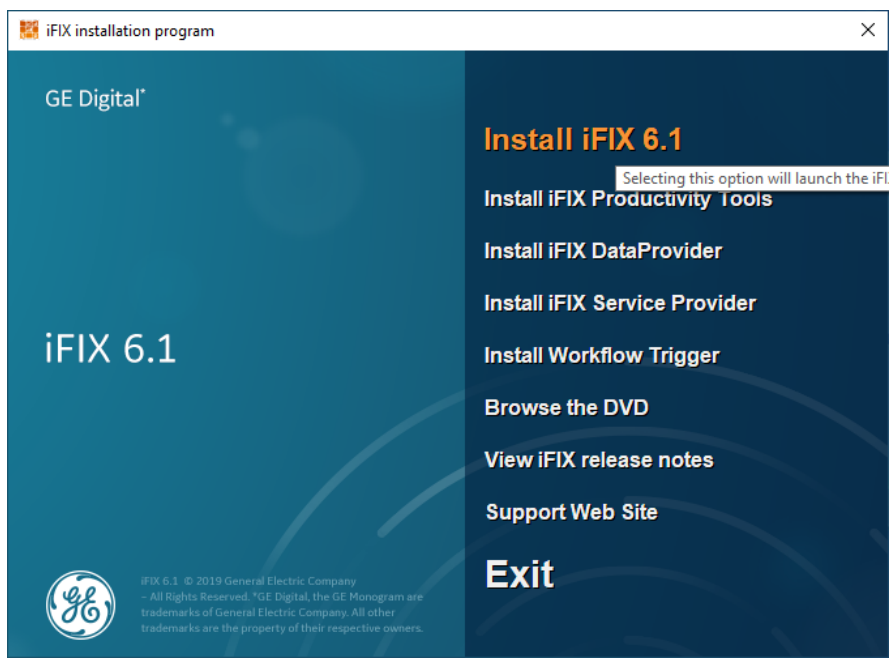 iFIX installation program
GE Digital*
Install iFIX 6.1
Selecting this option will launch the iFI
Install iFIX Productivity Tools
Install iFIX DataProvider
Install iFIX Service Provider
iFIX 6.1
Install Workflow Trigger
Browse the DVD
View iFIX release notes
Support Web Site
Exit
GE
iFIX 6.1 © 2019 General Electric Company
– All Rights Reserved. *GE Digital, the GE Monogram are
trademarks of General Electric Company. All other
trademarks are the property of their respective owners.